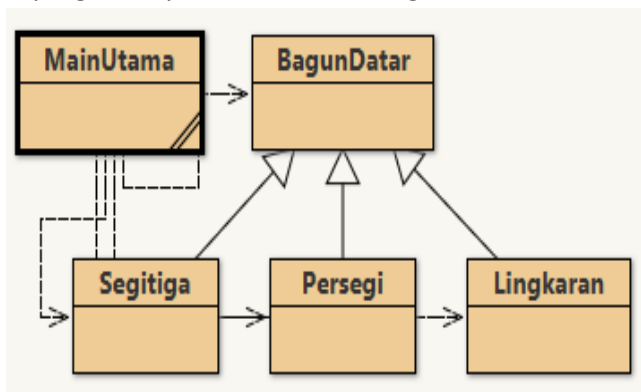 MainUtama
BagunDatar
Segitiga
Persegi
Lingkaran